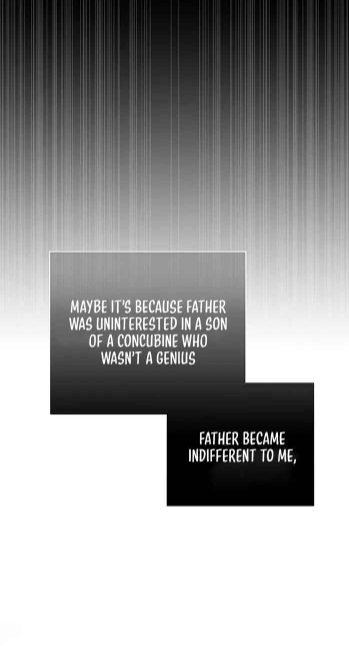 MAYBE IT'S BECAUSE FATHER
WAS UNINTERESTED IN A SON
OF A CONCUBINE WHO
WASN'T A GENIUS
FATHER BECAME
INDIFFERENT TO ME,